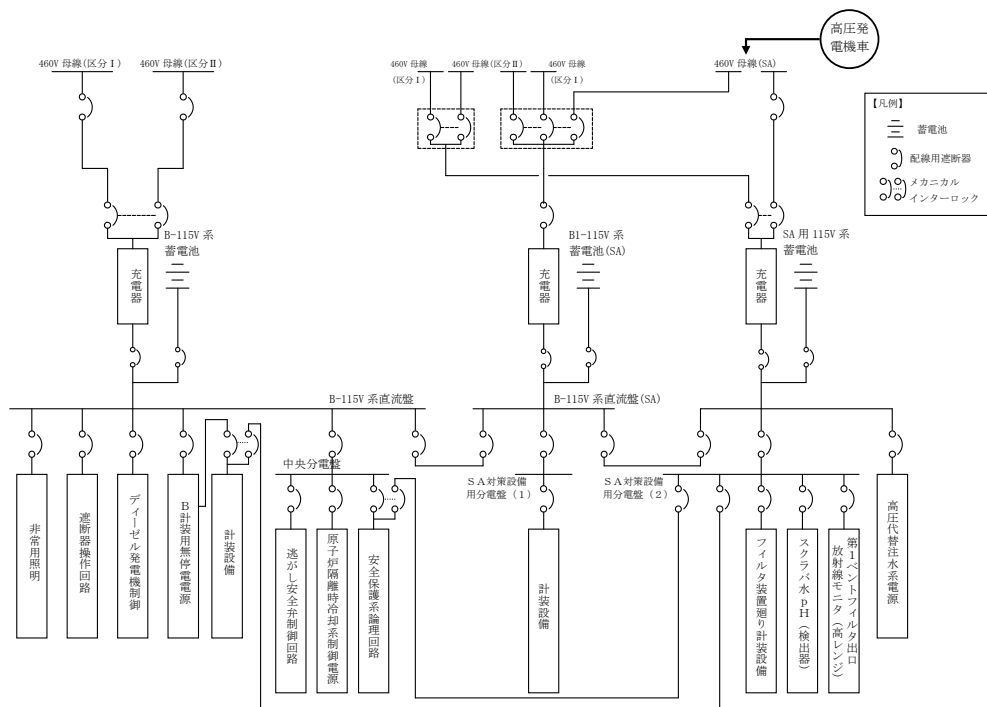 高圧発
電機車
460V 母線(区分Ⅰ)
460V 母線(区分Ⅱ)
460V 母線
(区分Ⅰ)
460V 母線(区分Ⅱ)
460V 母線
(区分Ⅰ)
460V 母線(SA)
【凡例】
蓄電池
配線用遮断器
メカニカル
インターロック
B-115V 系
蓄電池
充電器
B1-115V 系
蓄電池(SA)
充電器
SA 用 115V 系
蓄電池
充電器
B-115V 系直流盤
B-115V 系直流盤(SA)
中央分電盤
SA対策設備
用分電盤（1）
SA対策設備
用分電盤（2）
非常用照明
遮断器操作回路
ディーゼル発電機制御
B計装用無停電電源
計装設備
逃がし安全弁制御回路
原子炉隔離時冷却系制御電源
安全保護系論理回路
計装設備
フィルタ装置廻り計装設備
スクラバ水pH（検出器）
第1ベントフィルタ出口
放射線モニタ（高レンジ）
高圧代替注水系電源